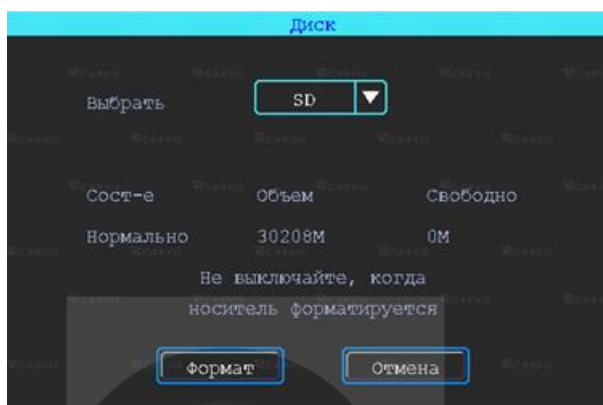 Диск
Выбрать SD
Сост-е Объем Свободно
Нормально 30208M 0M
Не выключайте, когда
носитель форматируется
Формат Отмена